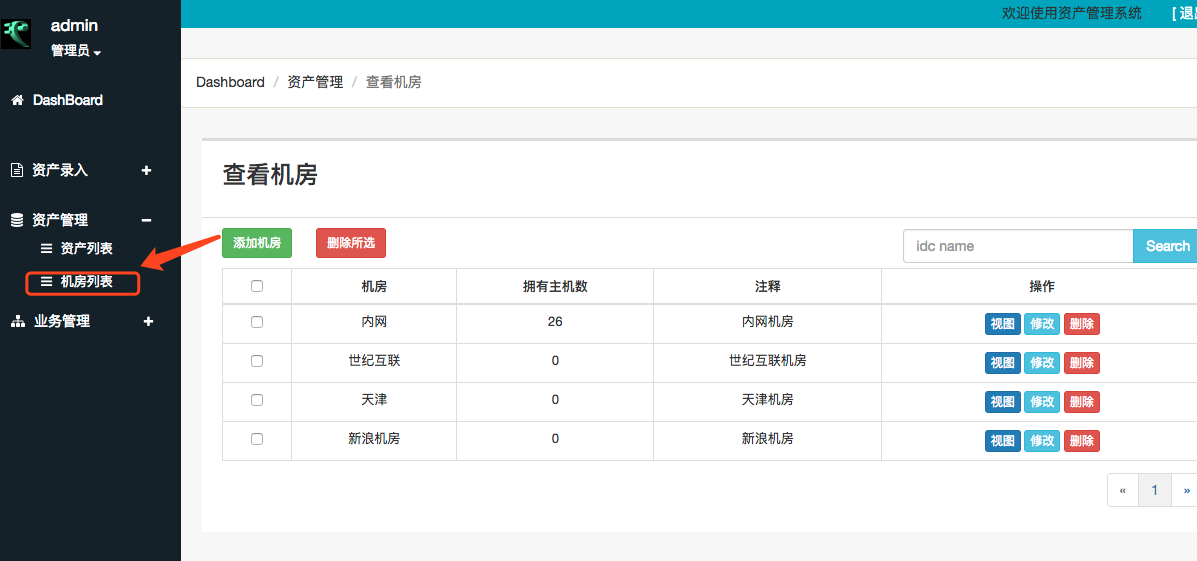 admin
管理员
欢迎使用资产管理系统 [ 退出
DashBoard
Dashboard / 资产管理 / 查看机房
资产录入
查看机房
资产管理
资产列表
机房列表
业务管理
添加机房 删除所选 idc name Search
机房 拥有主机数 注释 操作
内网 26 内网机房 视图 修改 删除
世纪互联 0 世纪互联机房 视图 修改 删除
天津 0 天津机房 视图 修改 删除
新浪机房 0 新浪机房 视图 修改 删除
« 1 »